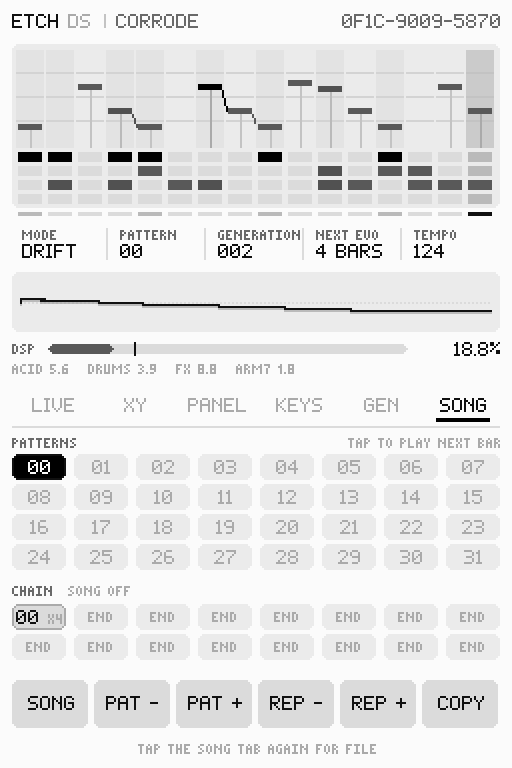 ETCH DS | CORRODE 0F1C-9009-5870
MODE PATTERN GENERATION NEXT EVO TEMPO
DRIFT 00 002 4 BARS 124
DSP 18.8%
ACID 5.6 DRUMS 3.9 FX 8.8 ARM7 1.8
LIVE XY PANEL KEYS GEN SONG
PATTERNS TAP TO PLAY NEXT BAR
00 01 02 03 04 05 06 07
08 09 10 11 12 13 14 15
16 17 18 19 20 21 22 23
24 25 26 27 28 29 30 31
CHAIN SONG OFF
00 X4 END END END END END END END
END END END END END END END END
SONG PAT - PAT + REP - REP + COPY
TAP THE SONG TAB AGAIN FOR FILE